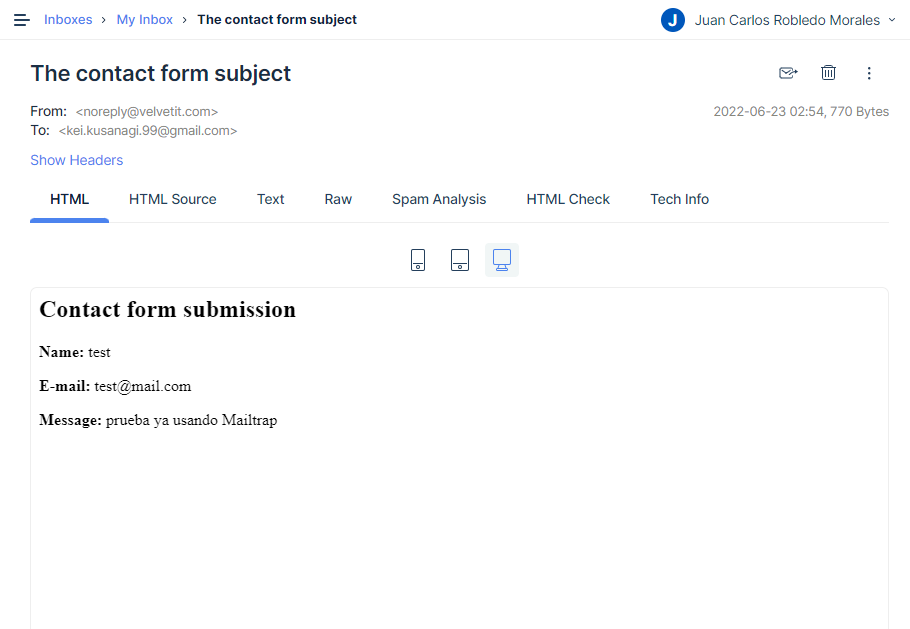 Inboxes › My Inbox › The contact form subject
J Juan Carlos Robledo Morales
The contact form subject
From: <noreply@velvetit.com>
2022-06-23 02:54, 770 Bytes
To: <kei.kusanagi.99@gmail.com>
Show Headers
HTML HTML Source Text Raw Spam Analysis HTML Check Tech Info
Contact form submission
Name: test
E-mail: test@mail.com
Message: prueba ya usando Mailtrap